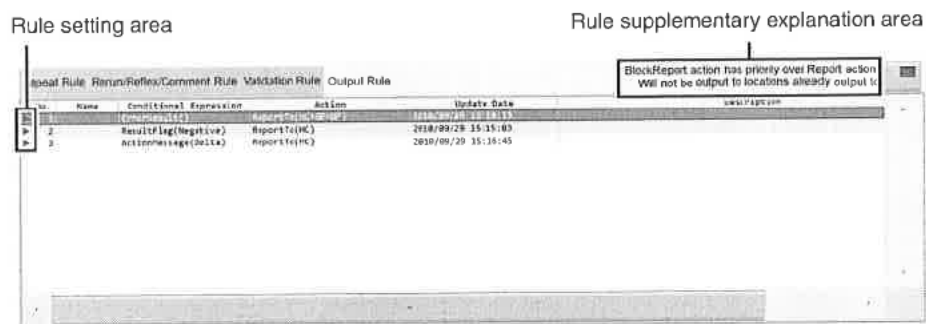 Rule setting area
Rule supplementary explanation area
BlockReport action has priority over Report action
Will not be output to locations already output to
Rule Rerun/Reflex/Comment Rule Validation Rule Output Rule
No. Name Conditional Expression Action Update Date Description
2 ResultFlag(Negative) ReportTo(HC) 2010/09/29 15:15:03
3 ActionMessage(Delta) ReportTo(HC) 2010/09/29 15:16:45